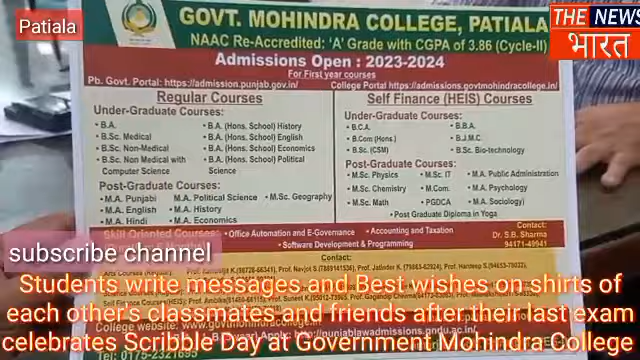 Patiala
THE NEWS
भारत
GOVT. MOHINDRA COLLEGE, PATIALA
NAAC Re-Accredited: 'A' Grade with CGPA of 3.86 (Cycle-II)
Admissions Open : 2023-2024
For First year courses
Pb. Govt. Portal: https://admission.punjab.gov.in/
College Portal https://admissions.govtmohindracollege.in/
Regular Courses
Under-Graduate Courses:
• B.A.
• B.Sc. Medical
• B.Sc. Non-Medical
• B.Sc. Non Medical with
Computer Science
• B.A. (Hons. School) History
• B.A. (Hons. School) English
• B.A. (Hons. School) Economics
• B.A. (Hons. School) Political
Science
Post-Graduate Courses:
• M.A. Punjabi
• M.A. English
• M.A. Hindi
• M.A. Political Science
• M.A. History
• M.A. Economics
• M.Sc. Geography
Self Finance (HEIS) Courses
Under-Graduate Courses:
• B.C.A.
• B.Com (Hons.)
• B.Sc. (CSM)
• B.B.A.
• B.J.M.C.
• B.Sc. Bio-technology
Post-Graduate Courses:
• M.Sc. Physics
• M.Sc. Chemistry
• M.Sc. Math
• M.Sc. IT
• M.Com.
• PGDCA
• M.A. Public Administration
• M.A. Psychology
• M.A. Sociology)
• Post Graduate Diploma in Yoga
Skill Oriented Courses:
• Office Automation and E-Governance
• Accounting and Taxation
• Software Development & Programming
Contact:
Dr. S.B. Sharma
94171-49941
subscribe channel
Contact:
Students write messages and Best wishes on shirts of
each other's classmates and friends after their last exam
celebrates Scribble Day at Government Mohindra College